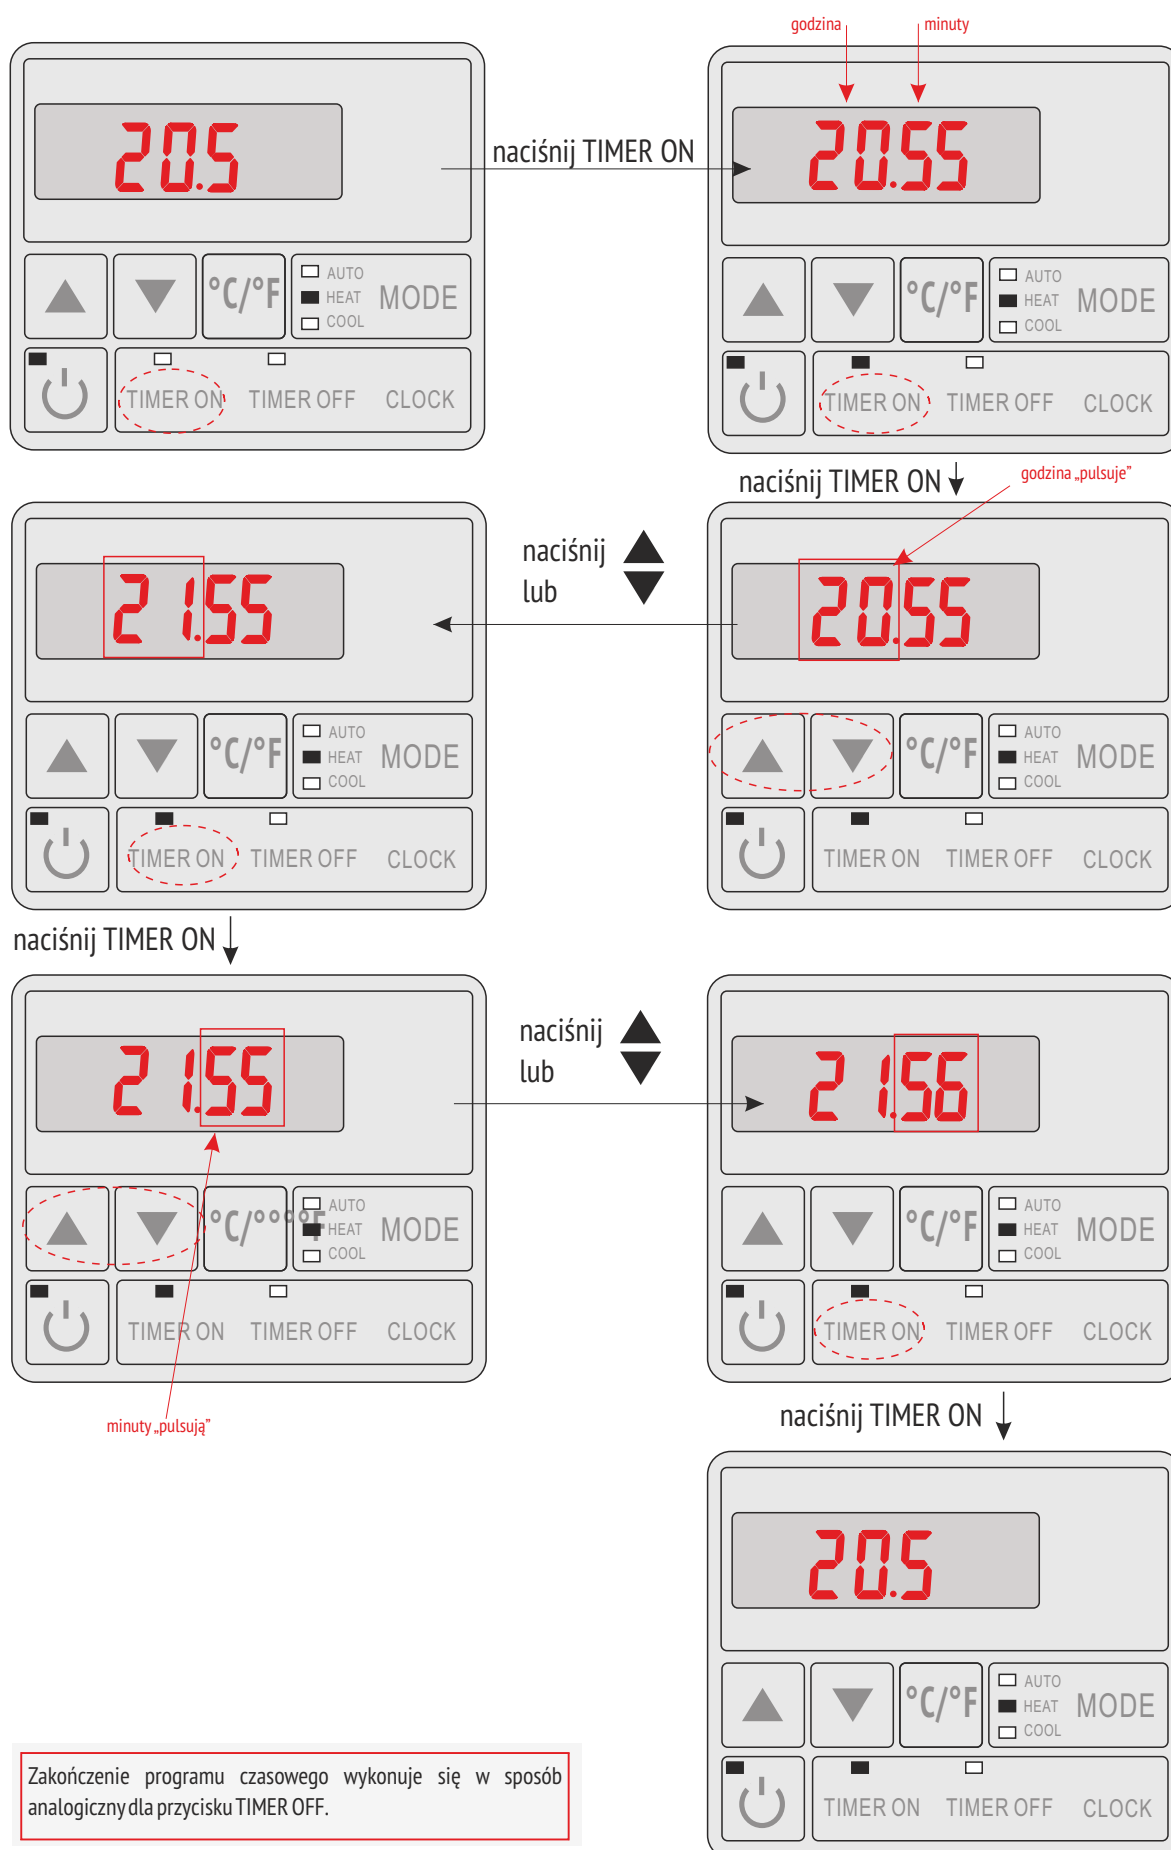 godzina
minuty
20.5
naciśnij TIMER ON
20.55
°C/°F
AUTO
HEAT
COOL
MODE
TIMER ON
TIMER OFF
CLOCK
°C/°F
AUTO
HEAT
COOL
MODE
TIMER ON
TIMER OFF
CLOCK
naciśnij TIMER ON
godzina „pulsuje”
21.55
naciśnij
lub
20.55
°C/°F
AUTO
HEAT
COOL
MODE
TIMER ON
TIMER OFF
CLOCK
°C/°F
AUTO
HEAT
COOL
MODE
TIMER ON
TIMER OFF
CLOCK
naciśnij TIMER ON
21.55
naciśnij
lub
21.56
°C/°°°°F
AUTO
HEAT
COOL
MODE
TIMER ON
TIMER OFF
CLOCK
°C/°F
AUTO
HEAT
COOL
MODE
TIMER ON
TIMER OFF
CLOCK
minuty „pulsują”
naciśnij TIMER ON
20.5
°C/°F
AUTO
HEAT
COOL
MODE
TIMER ON
TIMER OFF
CLOCK
Zakończenie programu czasowego wykonuje się w sposób
analogiczny dla przycisku TIMER OFF.